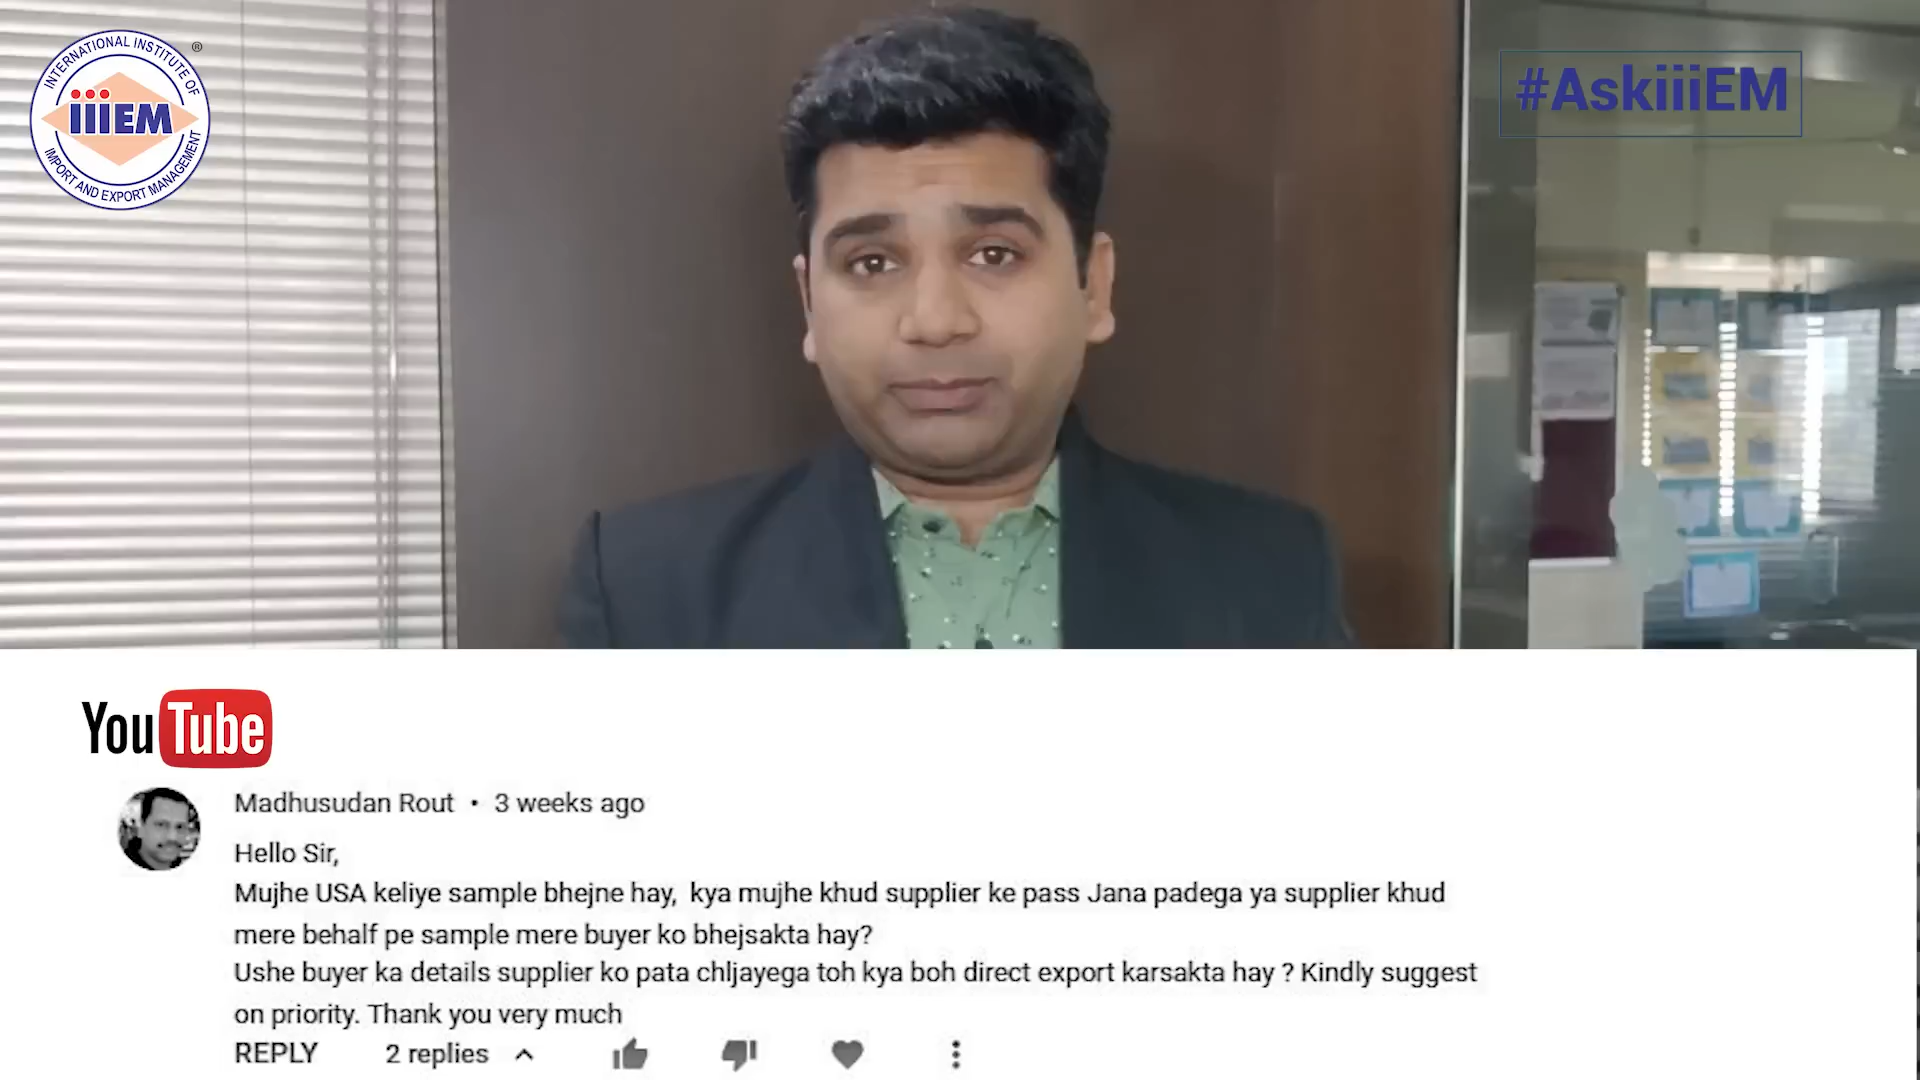 INTERNATIONAL INSTITUTE OF
®
iiiEM
IMPORT AND EXPORT MANAGEMENT
#AskiiiEM
YouTube
Madhusudan Rout • 3 weeks ago
Hello Sir,
Mujhe USA keliye sample bhejne hay, kya mujhe khud supplier ke pass Jana padega ya supplier khud
mere behalf pe sample mere buyer ko bhejsakta hay?
Ushe buyer ka details supplier ko pata chljayega toh kya boh direct export karsakta hay ? Kindly suggest
on priority. Thank you very much
REPLY 2 replies